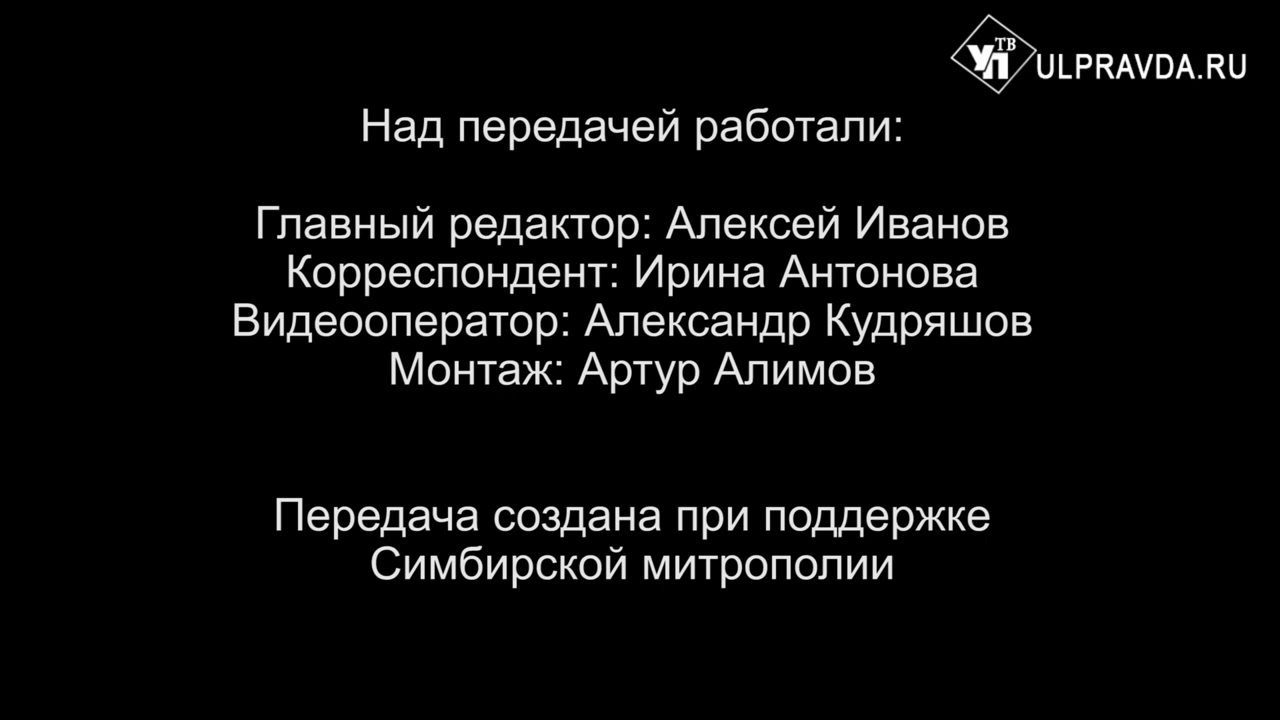 УП ТВ ULPRAVDA.RU
Над передачей работали:
Главный редактор: Алексей Иванов
Корреспондент: Ирина Антонова
Видеооператор: Александр Кудряшов
Монтаж: Артур Алимов
Передача создана при поддержке
Симбирской митрополии